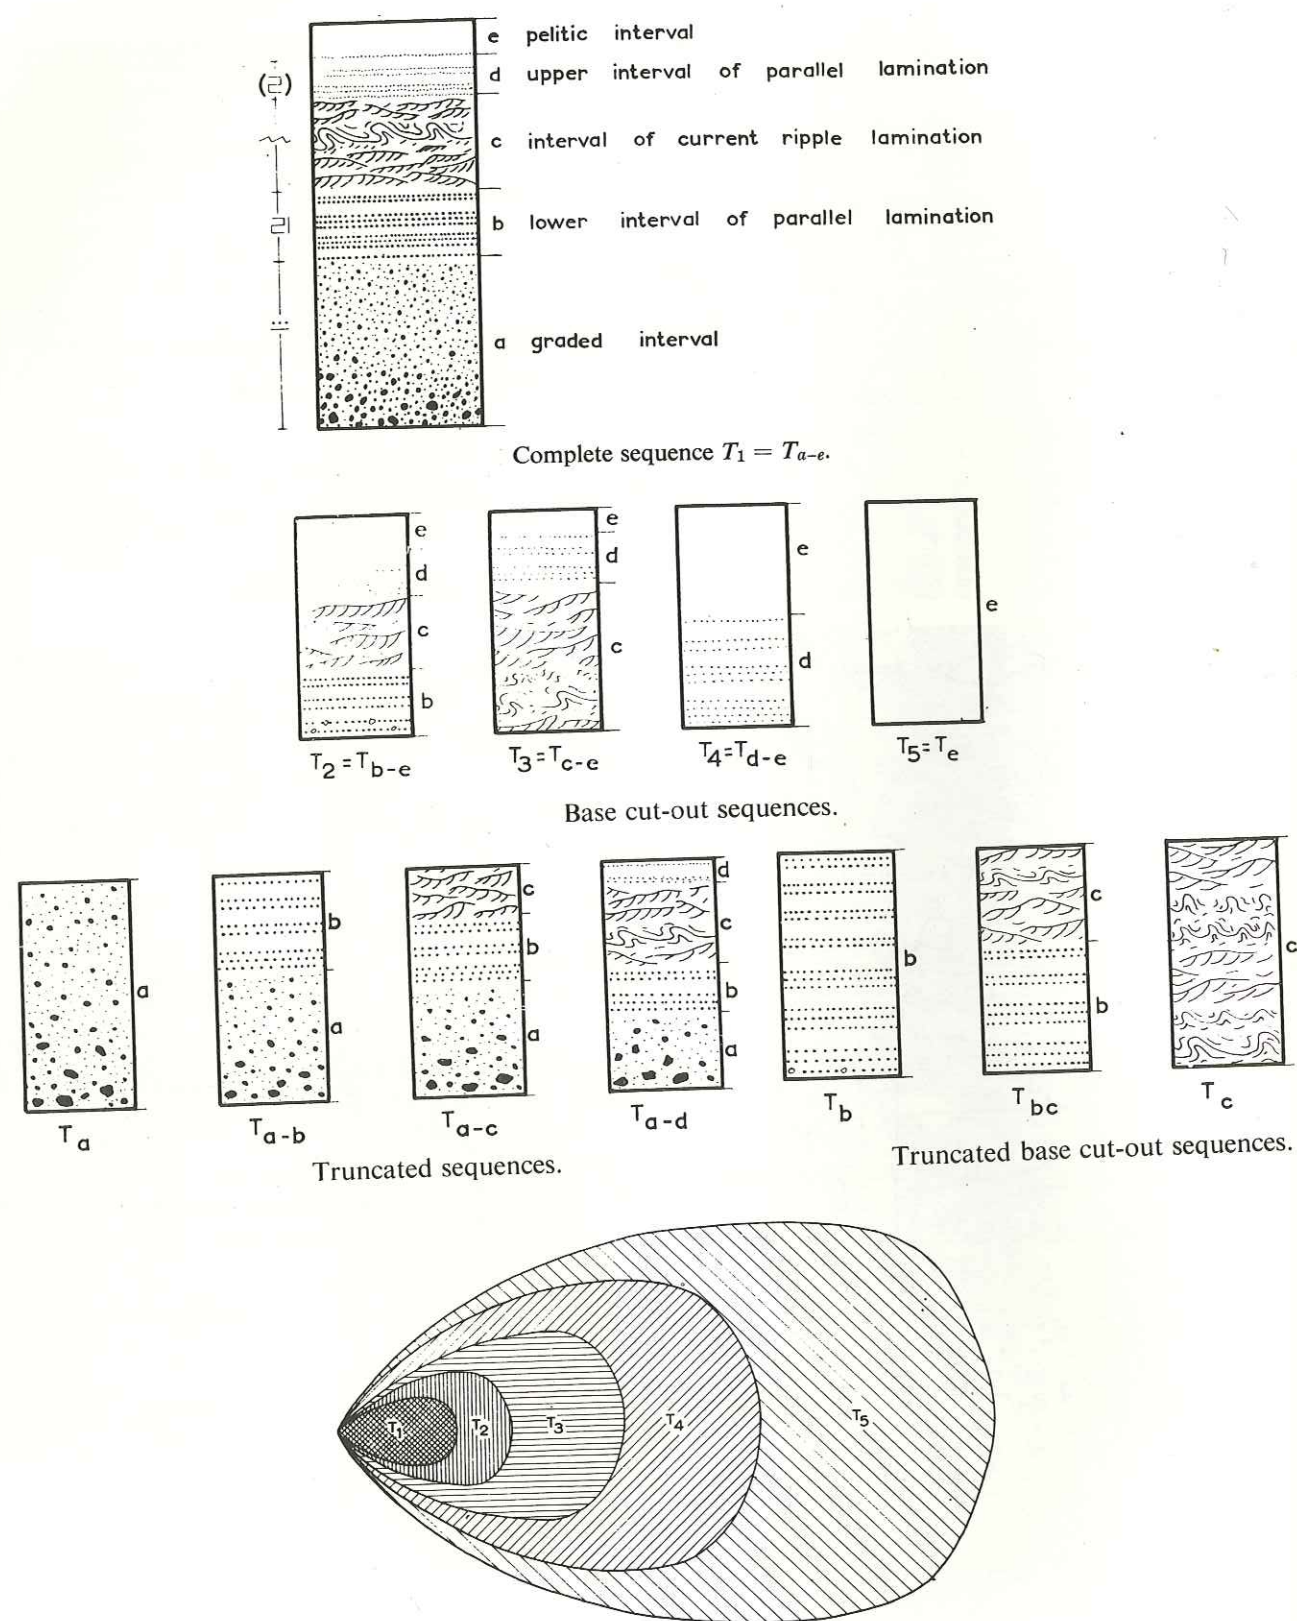 e pelitic interval
d upper interval of parallel lamination
c interval of current ripple lamination
b lower interval of parallel lamination
a graded interval
Complete sequence T1 = Ta-e.
e
d
c
b
T2=Tb-e
e
d
c
T3=Tc-e
e
d
T4=Td-e
e
T5=Te
Base cut-out sequences.
a
Ta
b
a
Ta-b
c
b
a
Ta-c
d
c
b
a
Ta-d
b
Tb
c
b
Tbc
c
Tc
Truncated sequences.
Truncated base cut-out sequences.
T1 T2 T3 T4 T5